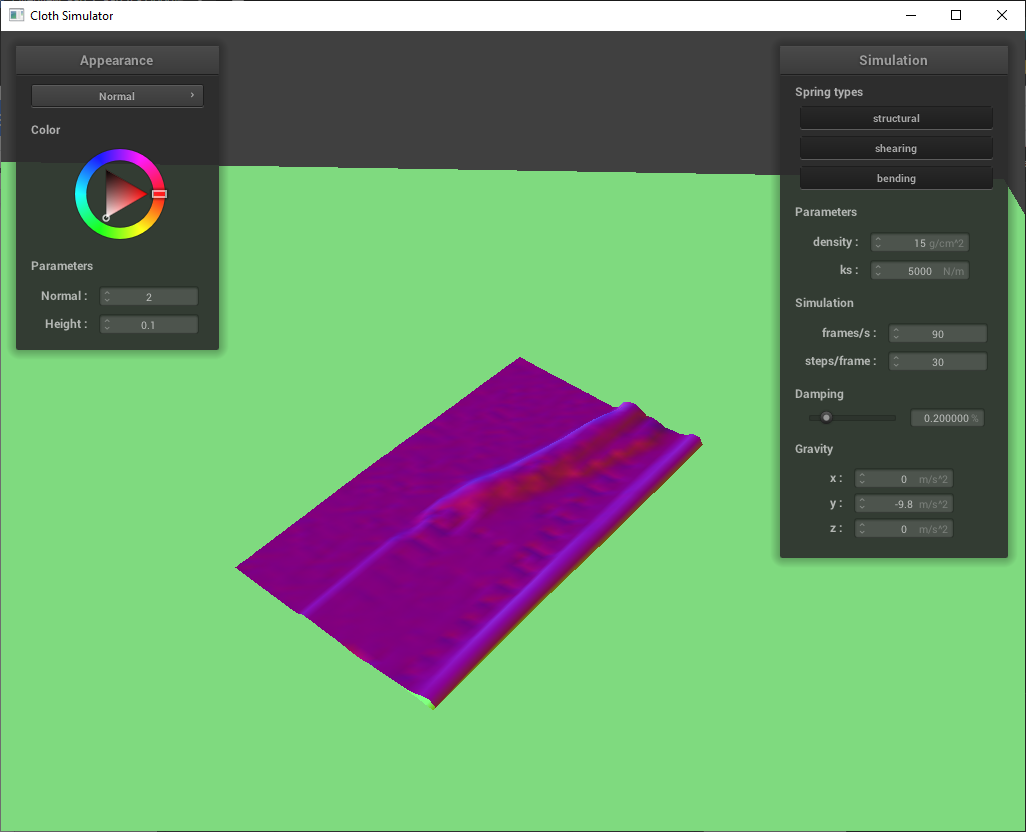 Cloth Simulator
Appearance
Normal
Color
Parameters
Normal : 2
Height : 0.1
Simulation
Spring types
structural
shearing
bending
Parameters
density : 15 g/cm^2
ks : 5000 N/m
Simulation
frames/s : 90
steps/frame : 30
Damping
0.200000 %
Gravity
x : 0 m/s^2
y : -9.8 m/s^2
z : 0 m/s^2